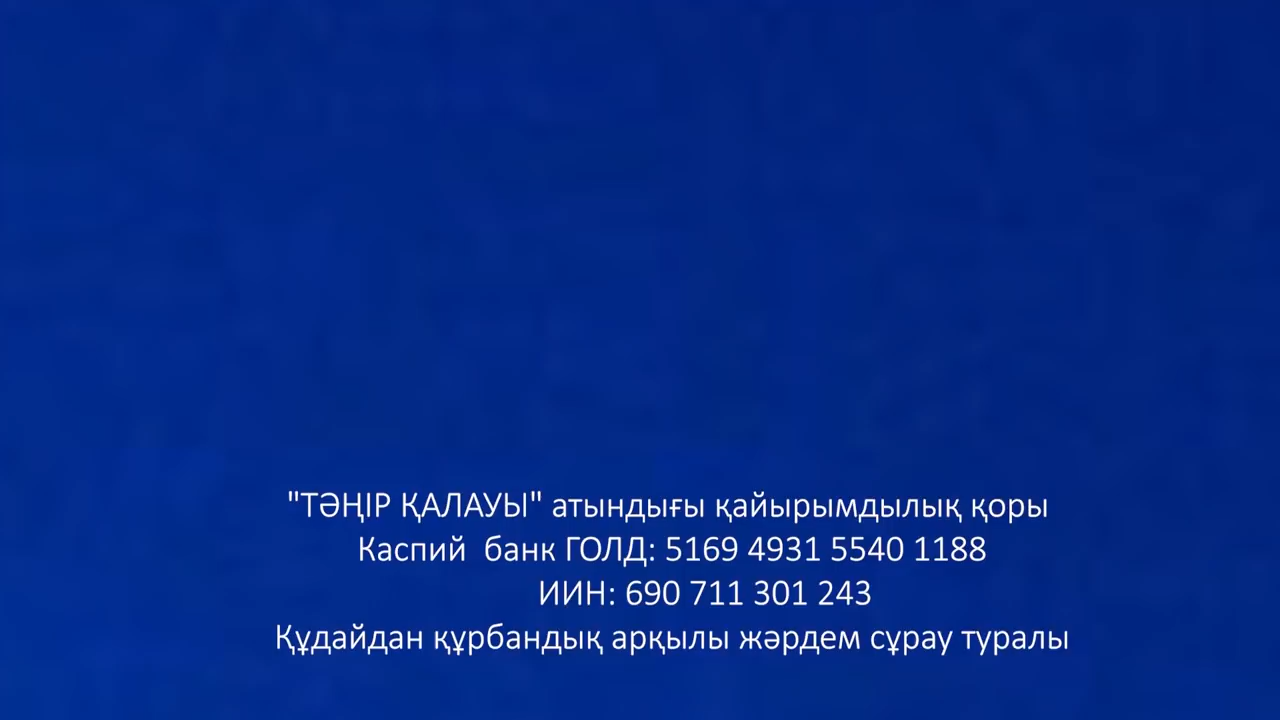 "ТӘҢІР ҚАЛАУЫ" атындығы қайырымдылық қоры
Каспий  банк ГОЛД: 5169 4931 5540 1188
ИИН: 690 711 301 243
Құдайдан құрбандық арқылы жәрдем сұрау туралы